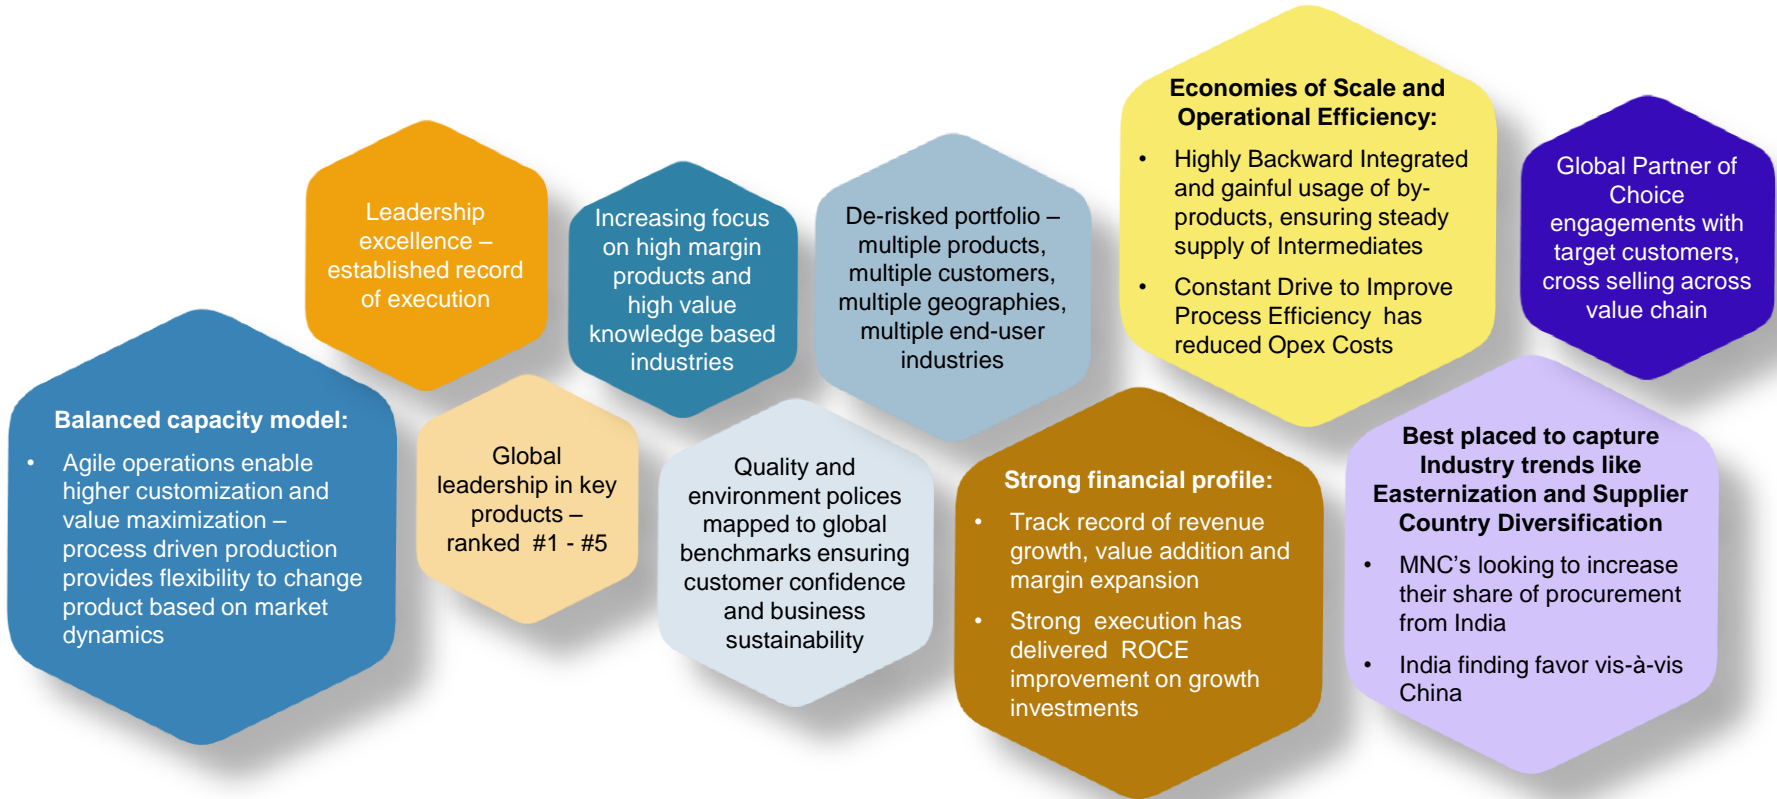 Balanced capacity model:
• Agile operations enable
higher customization and
value maximization –
process driven production
provides flexibility to change
product based on market
dynamics
Leadership
excellence –
established record
of execution
Global
leadership in key
products –
ranked #1 - #5
Increasing focus
on high margin
products and
high value
knowledge based
industries
Quality and
environment polices
mapped to global
benchmarks ensuring
customer confidence
and business
sustainability
De-risked portfolio –
multiple products,
multiple customers,
multiple geographies,
multiple end-user
industries
Strong financial profile:
• Track record of revenue
growth, value addition and
margin expansion
• Strong execution has
delivered ROCE
improvement on growth
investments
Economies of Scale and
Operational Efficiency:
• Highly Backward Integrated
and gainful usage of by-
products, ensuring steady
supply of Intermediates
• Constant Drive to Improve
Process Efficiency has
reduced Opex Costs
Best placed to capture
Industry trends like
Easternization and Supplier
Country Diversification
• MNC’s looking to increase
their share of procurement
from India
• India finding favor vis-à-vis
China
Global Partner of
Choice
engagements with
target customers,
cross selling across
value chain